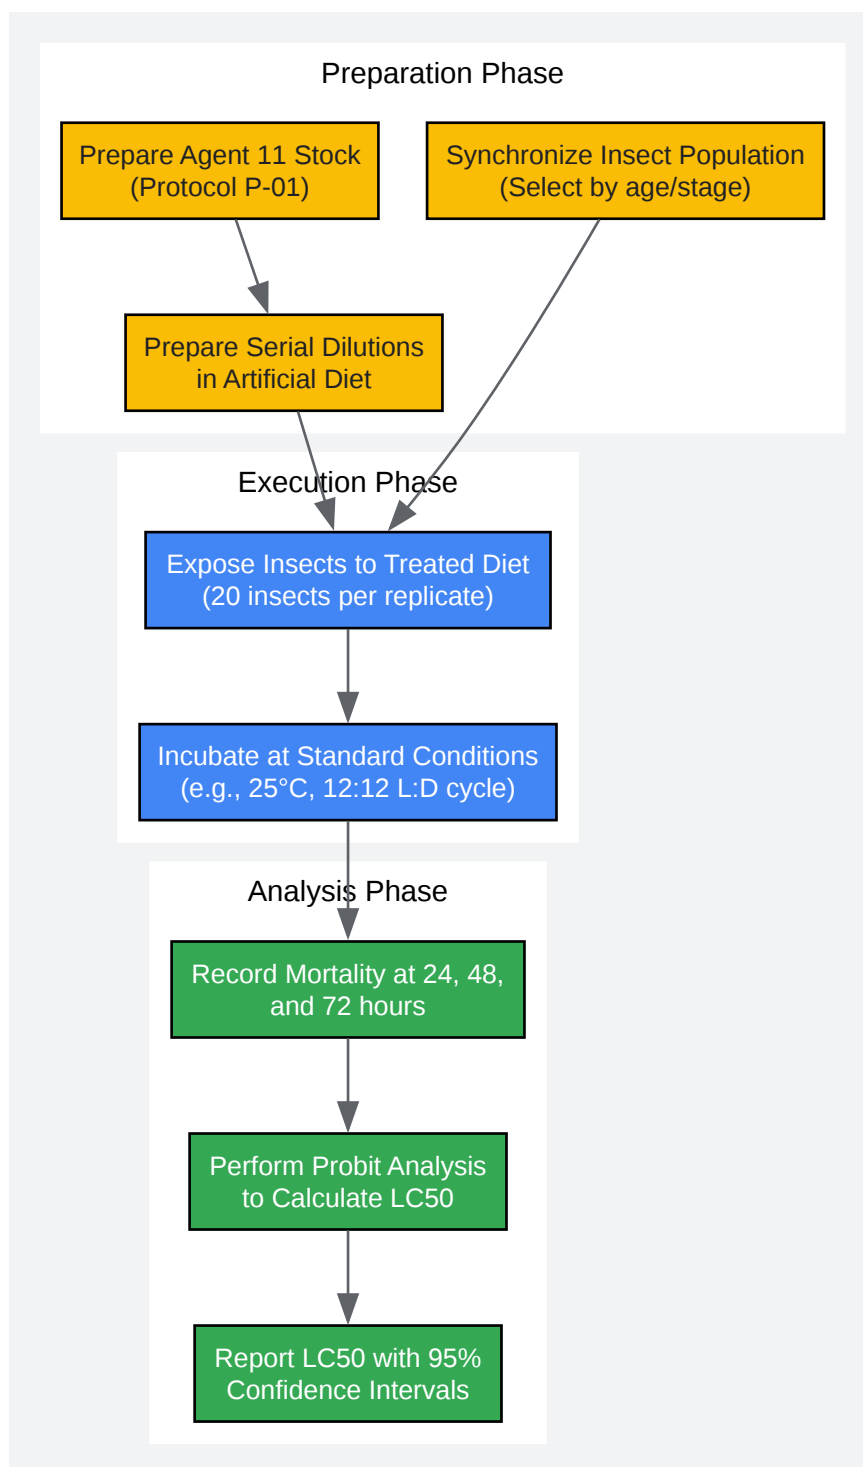 Preparation Phase
Prepare Agent 11 Stock
(Protocol P-01)
Synchronize Insect Population
(Select by age/stage)
Prepare Serial Dilutions
in Artificial Diet
Execution Phase
Expose Insects to Treated Diet
(20 insects per replicate)
Incubate at Standard Conditions
(e.g., 25°C, 12:12 L:D cycle)
Analysis Phase
Record Mortality at 24, 48,
and 72 hours
Perform Probit Analysis
to Calculate LC50
Report LC50 with 95%
Confidence Intervals